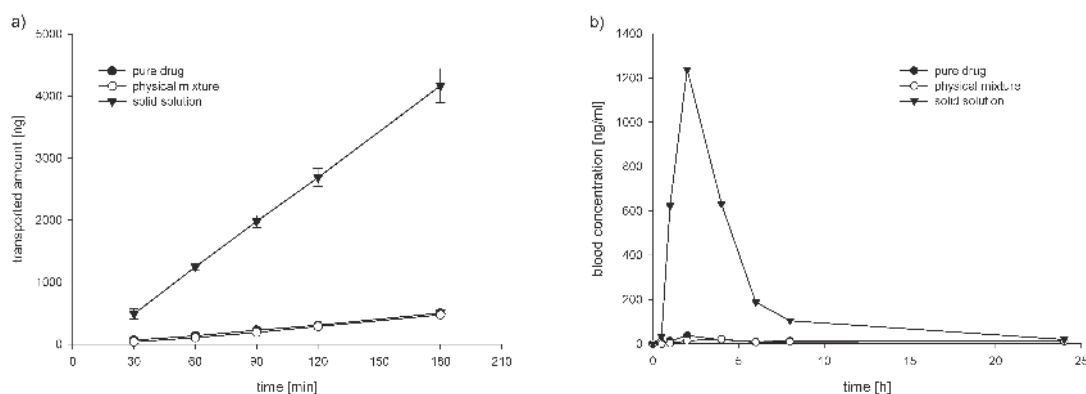 a)
5000
4000
3000
2000
1000
0
transported amount [ng]
pure drug
physical mixture
solid solution
0 30 60 90 120 150 180 210
time [min]
b)
1400
1200
1000
800
600
400
200
0
blood concentration [ng/ml]
pure drug
physical mixture
solid solution
0 5 10 15 20 25
time [h]